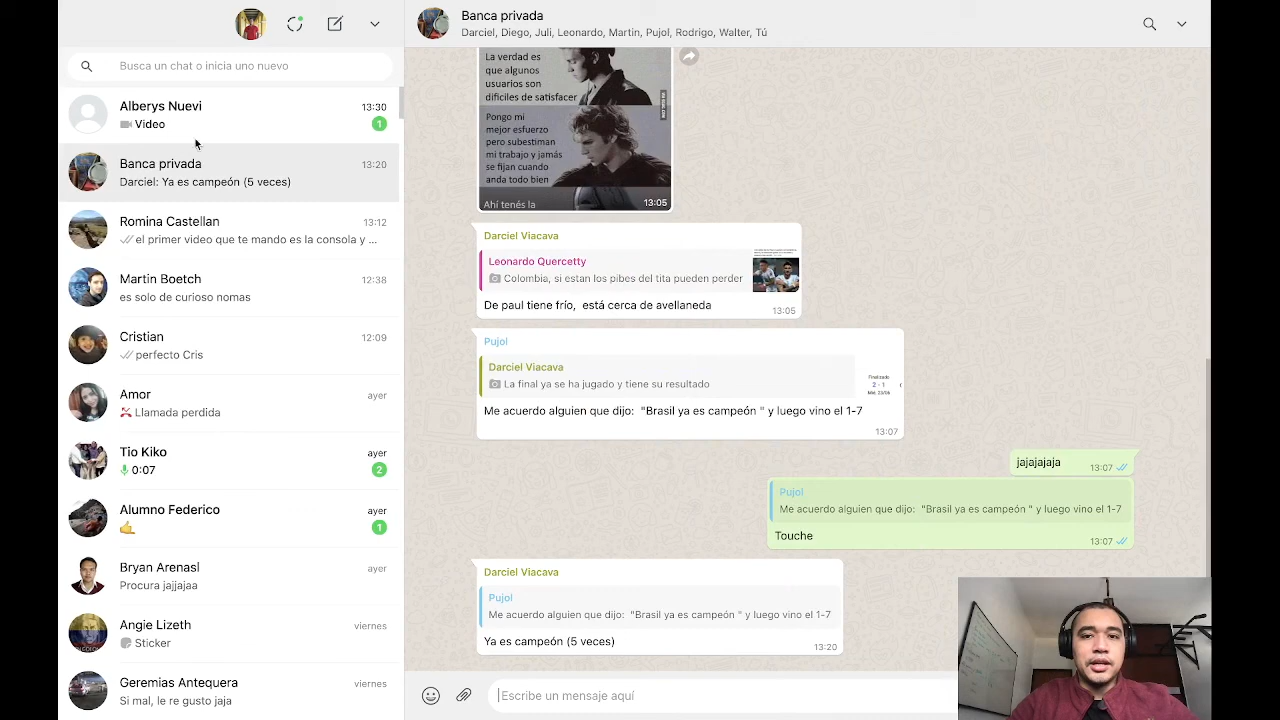 Busca un chat o inicia uno nuevo
Alberys Nuevi
13:30
Video
1
Banca privada
13:20
Darciel: Ya es campeón (5 veces)
Romina Castellan
13:12
el primer video que te mando es la consola y ...
Martin Boetch
12:38
es solo de curioso nomas
Cristian
12:09
perfecto Cris
Amor
ayer
Llamada perdida
Tio Kiko
ayer
0:07
2
Alumno Federico
ayer
1
Bryan Arenasl
ayer
Procura jajjajaa
Angie Lizeth
viernes
Sticker
Geremias Antequera
viernes
Si mal, le re gusto jaja
Banca privada
Darciel, Diego, Juli, Leonardo, Martin, Pujol, Rodrigo, Walter, Tú
La verdad es
que algunos
usuarios son
dificiles de satisfacer
Pongo mi
mejor esfuerzo
pero subestiman
mi trabajo y jamás
se fijan cuando
anda todo bien
Ahí tenés la
13:05
Darciel Viacava
Leonardo Quercetty
Colombia, si estan los pibes del tita pueden perder
De paul tiene frío, está cerca de avellaneda
13:05
Pujol
Darciel Viacava
La final ya se ha jugado y tiene su resultado
Finalizado
2 - 1
Me acuerdo alguien que dijo: "Brasil ya es campeón " y luego vino el 1-7
13:07
jajajajaja
13:07
Pujol
Me acuerdo alguien que dijo: "Brasil ya es campeón " y luego vino el 1-7
Touche
13:07
Darciel Viacava
Pujol
Me acuerdo alguien que dijo: "Brasil ya es campeón " y luego vino el 1-7
Ya es campeón (5 veces)
13:20
Escribe un mensaje aquí